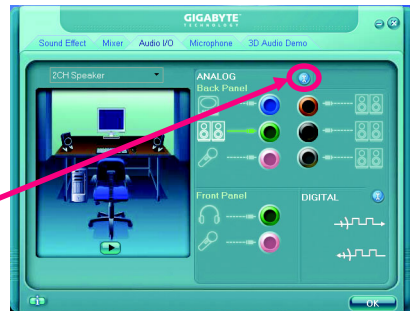 GIGABYTE
TECHNOLOGY
Sound Effect Mixer Audio I/O Microphone 3D Audio Demo
2CH Speaker
ANALOG
Back Panel
Front Panel
DIGITAL
OK